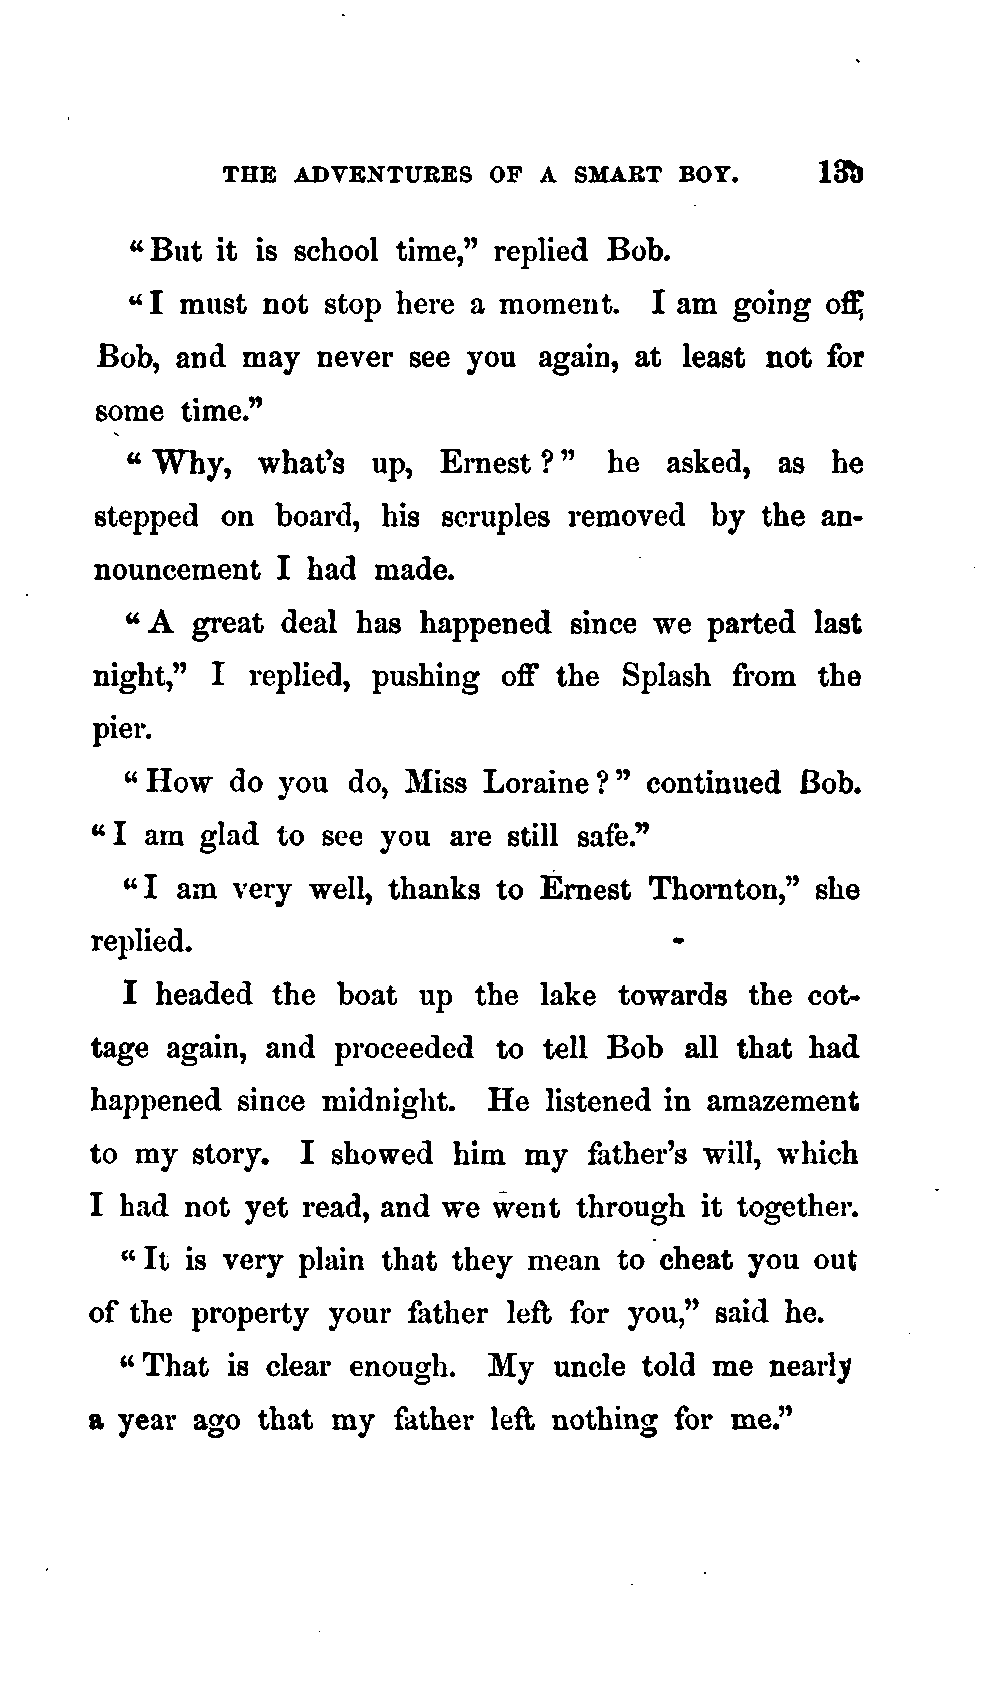 THE ADVENTURES OF A SMART BOY. 135
"But it is school time," replied Bob.
"I must not stop here a moment. I am going off,
Bob, and may never see you again, at least not for
some time."
"Why, what's up, Ernest?" he asked, as he
stepped on board, his scruples removed by the an-
nouncement I had made.
"A great deal has happened since we parted last
night," I replied, pushing off the Splash from the
pier.
"How do you do, Miss Loraine?" continued Bob.
"I am glad to see you are still safe."
"I am very well, thanks to Ernest Thornton," she
replied.
I headed the boat up the lake towards the cot-
tage again, and proceeded to tell Bob all that had
happened since midnight. He listened in amazement
to my story. I showed him my father's will, which
I had not yet read, and we went through it together.
"It is very plain that they mean to cheat you out
of the property your father left for you," said he.
"That is clear enough. My uncle told me nearly
a year ago that my father left nothing for me."